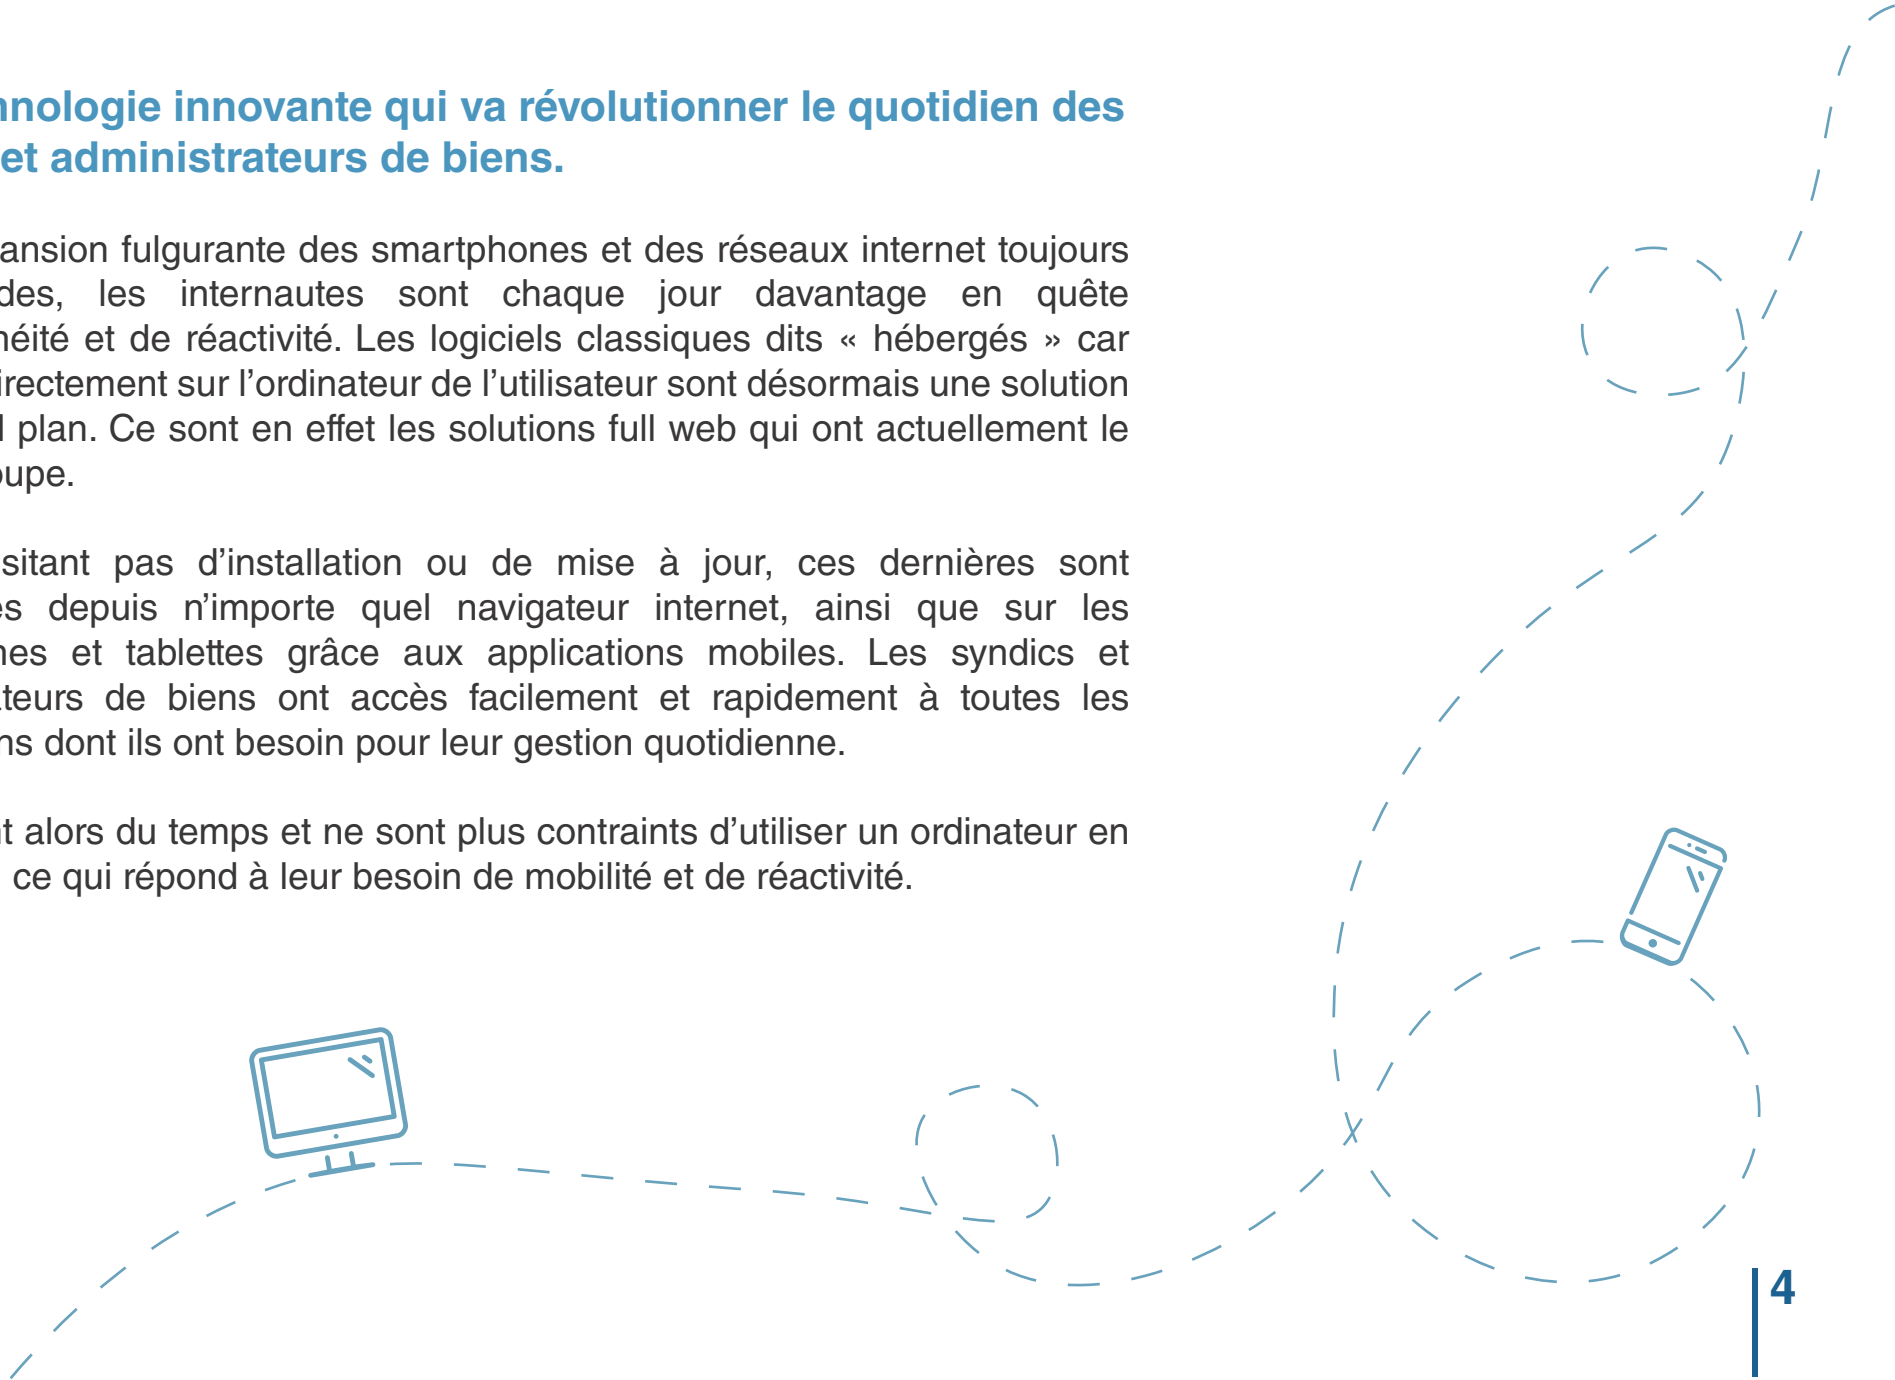 hnologie innovante qui va révolutionner le quotidien des
et administrateurs de biens.
ansion fulgurante des smartphones et des réseaux internet toujours
des, les internautes sont chaque jour davantage en quête
néité et de réactivité. Les logiciels classiques dits « hébergés » car
irectement sur l’ordinateur de l’utilisateur sont désormais une solution
d plan. Ce sont en effet les solutions full web qui ont actuellement le
oupe.
sitant pas d’installation ou de mise à jour, ces dernières sont
es depuis n’importe quel navigateur internet, ainsi que sur les
nes et tablettes grâce aux applications mobiles. Les syndics et
ateurs de biens ont accès facilement et rapidement à toutes les
ns dont ils ont besoin pour leur gestion quotidienne.
nt alors du temps et ne sont plus contraints d’utiliser un ordinateur en
ce qui répond à leur besoin de mobilité et de réactivité.
4